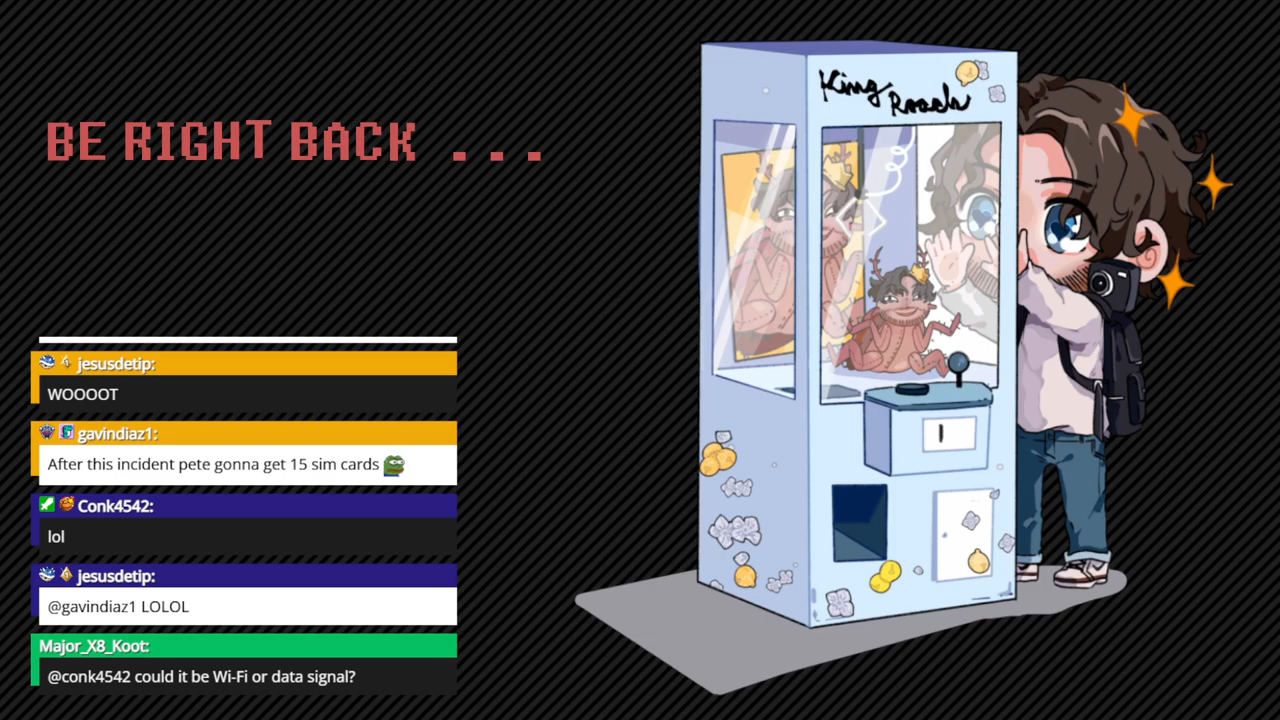 King
Roach
BE RIGHT BACK ...
jesusdetip:
WOOOOT
gavindiaz1:
After this incident pete gonna get 15 sim cards
Conk4542:
lol
jesusdetip:
@gavindiaz1 LOLOL
Major_X8_Koot:
@conk4542 could it be Wi-Fi or data signal?